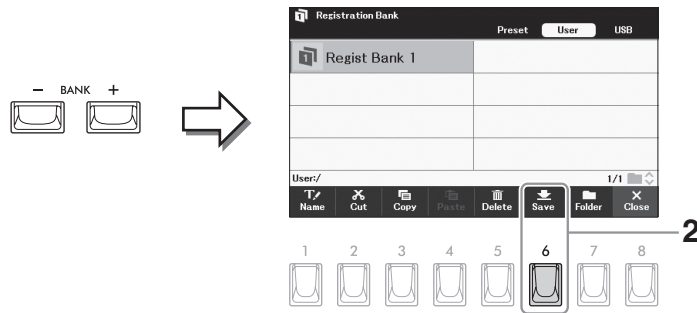 Registration Bank
Preset User USB
Regist Bank 1
- BANK +
User:/ 1/1
Name Cut Copy Paste Delete Save Folder Close
2
1 2 3 4 5 6 7 8